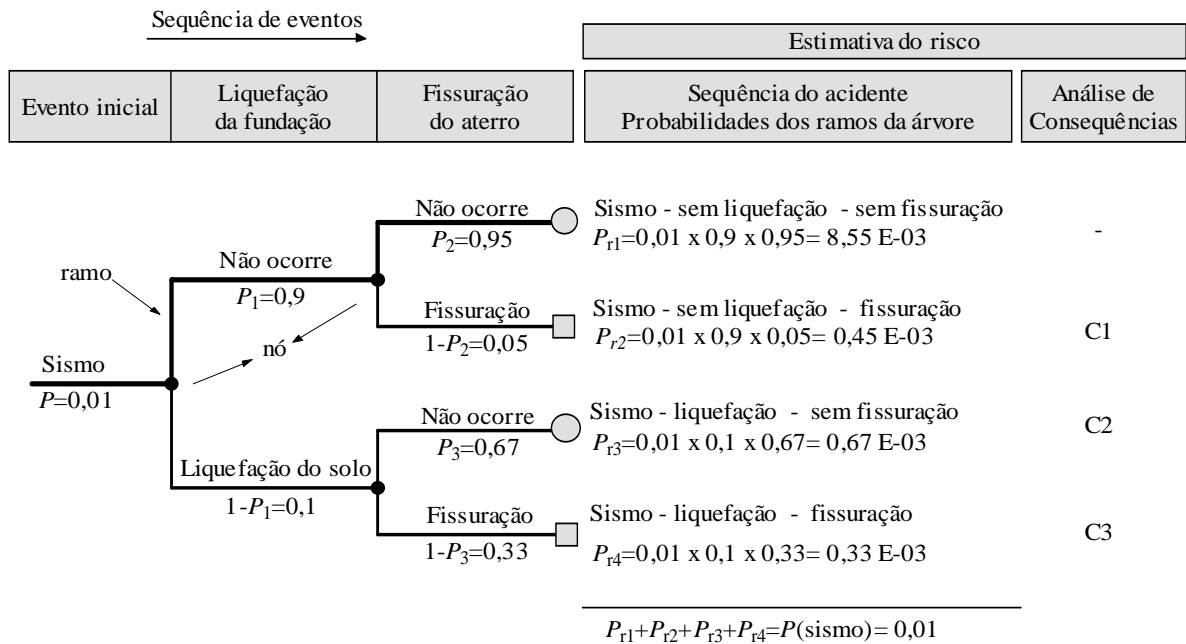 Sequência de eventos
Estimativa do risco
Evento inicial
Liquefação
da fundação
Fissuração
do aterro
Sequência do acidente
Probabilidades dos ramos da árvore
Análise de
Consequências
Não ocorre
P2=0,95
Sismo - sem liquefação - sem fissuração
Pr1=0,01 x 0,9 x 0,95= 8,55 E-03
-
ramo
Não ocorre
P1=0,9
Fissuração
1-P2=0,05
Sismo - sem liquefação - fissuração
Pr2=0,01 x 0,9 x 0,05= 0,45 E-03
C1
nó
Sismo
P=0,01
Não ocorre
P3=0,67
Sismo - liquefação - sem fissuração
Pr3=0,01 x 0,1 x 0,67= 0,67 E-03
C2
Liquefação do solo
1-P1=0,1
Fissuração
1-P3=0,33
Sismo - liquefação - fissuração
Pr4=0,01 x 0,1 x 0,33= 0,33 E-03
C3
Pr1+Pr2+Pr3+Pr4=P(sismo)= 0,01